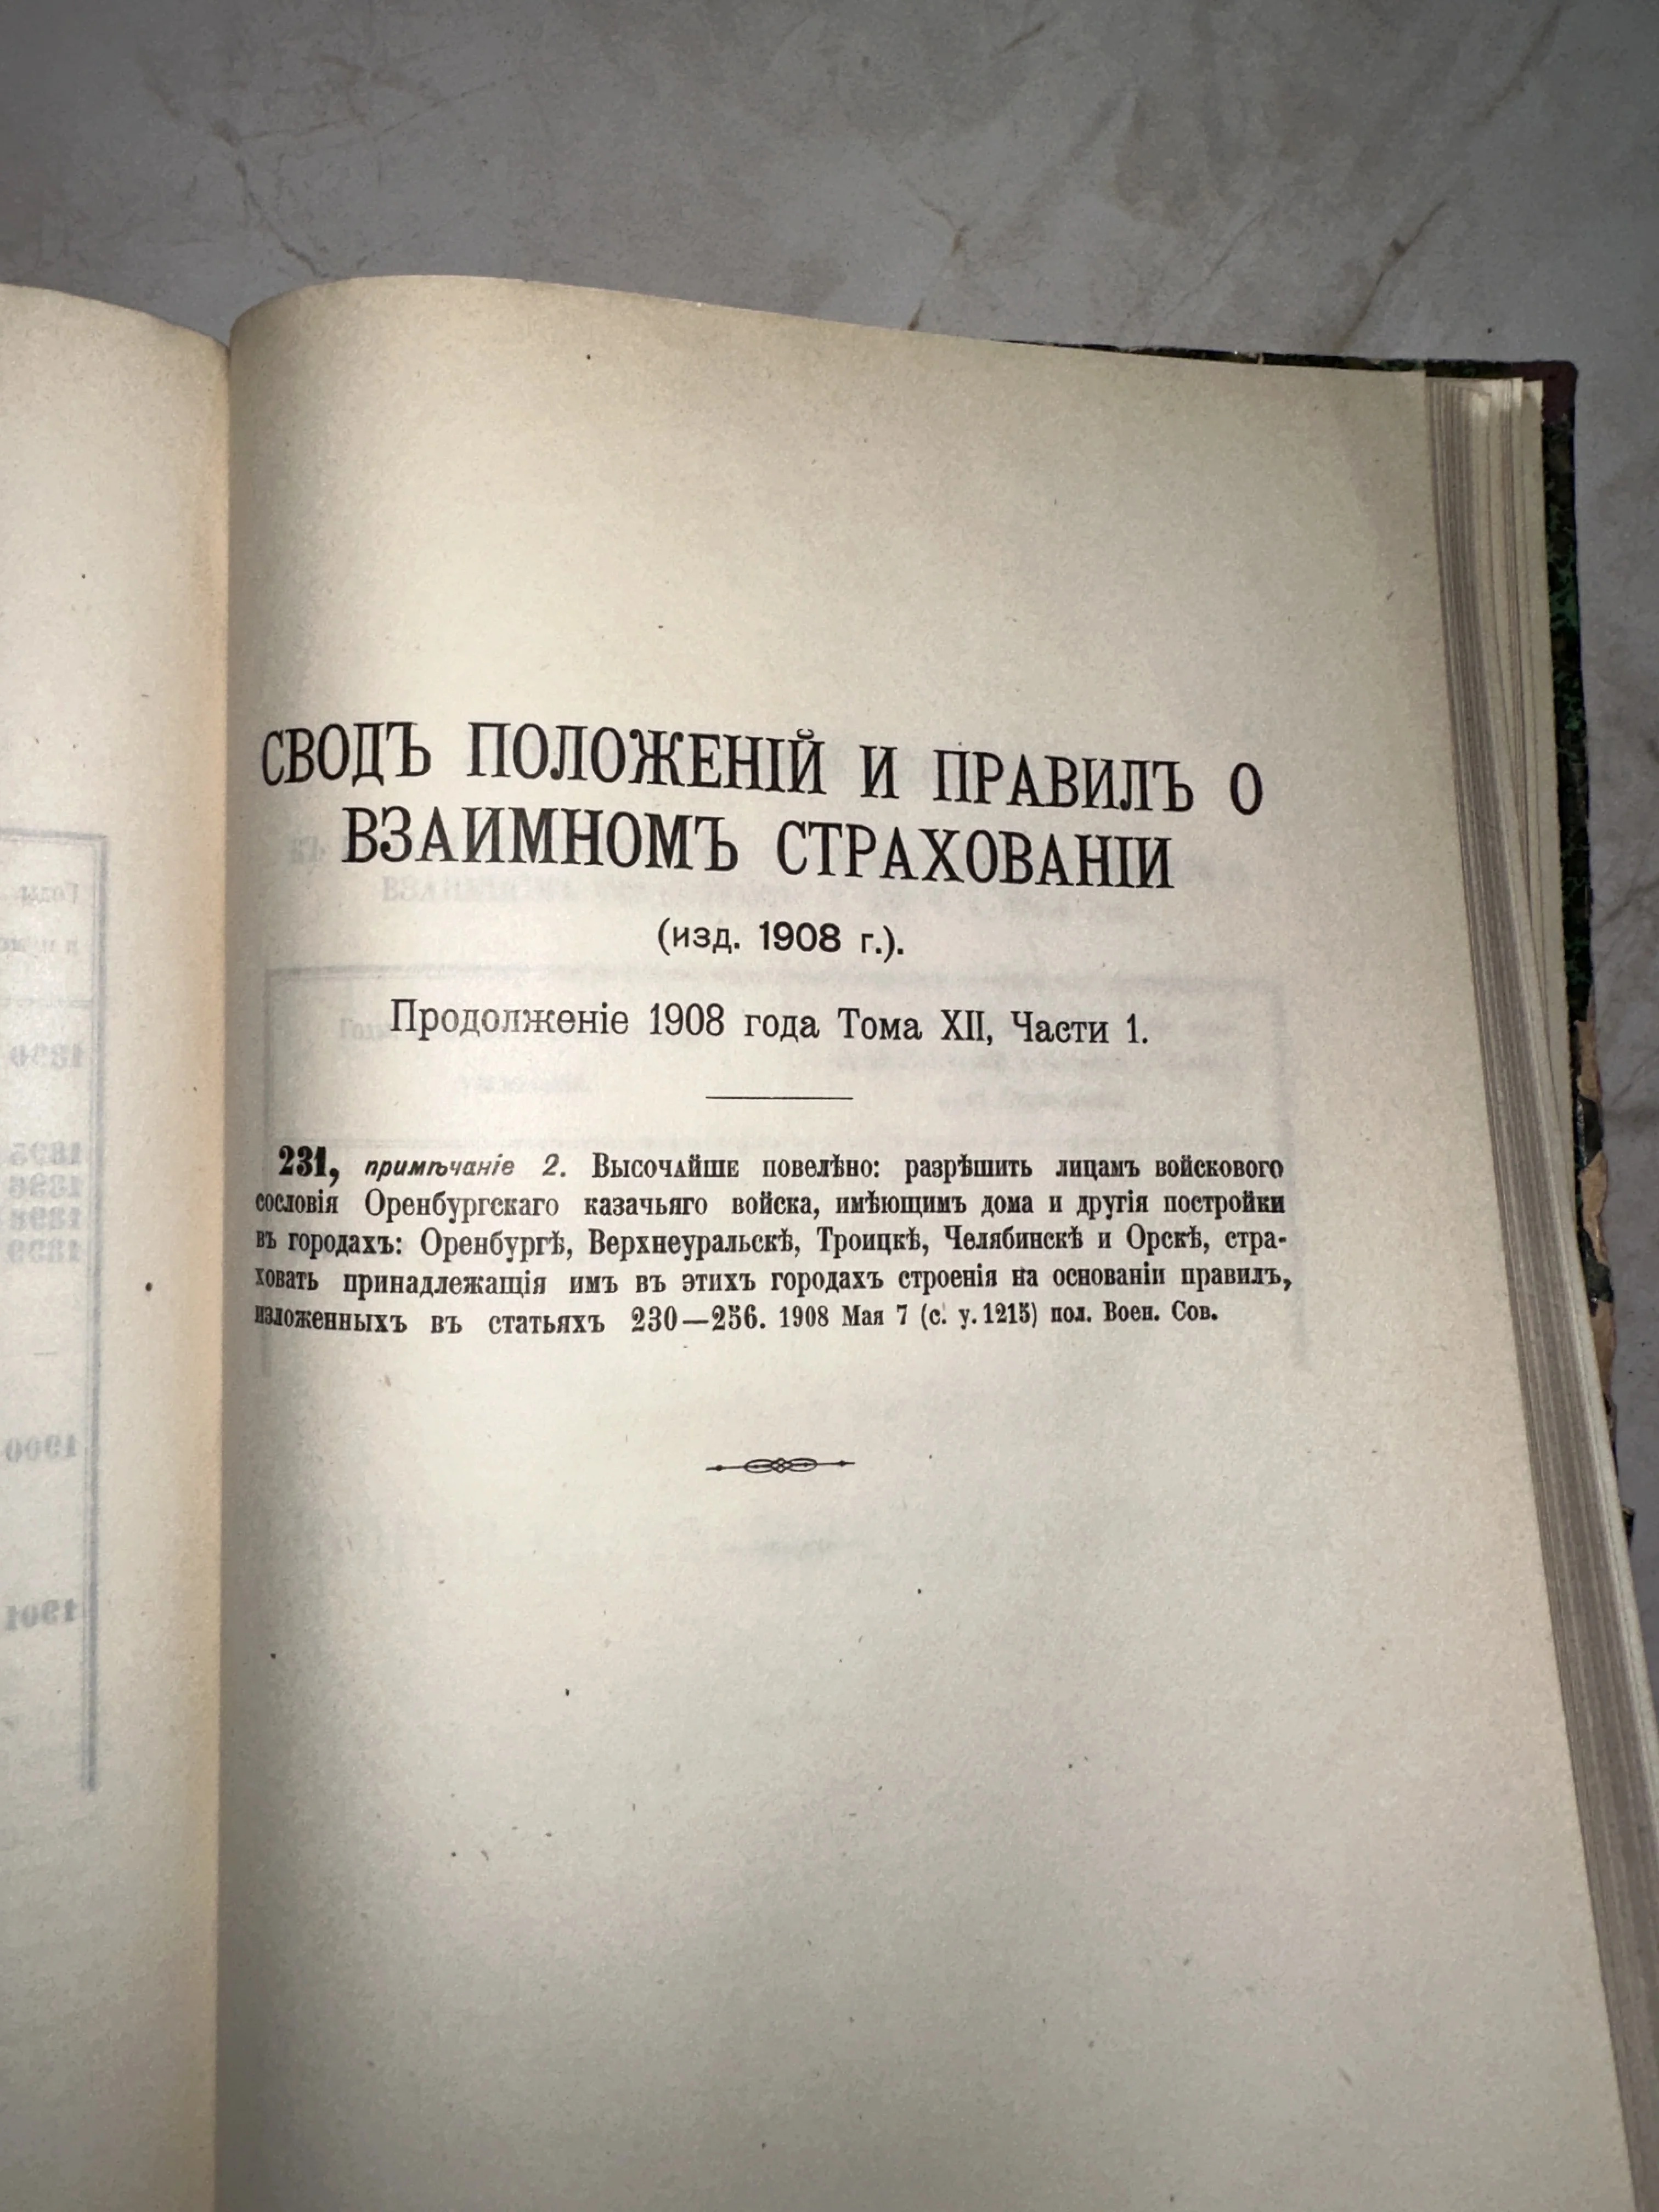 СВОДЪ ПОЛОЖЕНІЙ И ПРАВИЛЪ О
ВЗАИМНОМЪ СТРАХОВАНІИ
(изд. 1908 г.).
Продолженіе 1908 года Тома XII, Части 1.
231, примѣчаніе 2. Высочайше повелѣно: разрѣшить лицамъ войскового
сословія Оренбургскаго казачьяго войска, имѣющимъ дома и другія постройки
въ городахъ: Оренбургѣ, Верхнеуральскѣ, Троицкѣ, Челябинскѣ и Орскѣ, стра-
ховать принадлежащія имъ въ этихъ городахъ строенія на основаніи правилъ,
изложенныхъ въ статьяхъ 230—256. 1908 Мая 7 (с. у. 1215) пол. Воен. Сов.